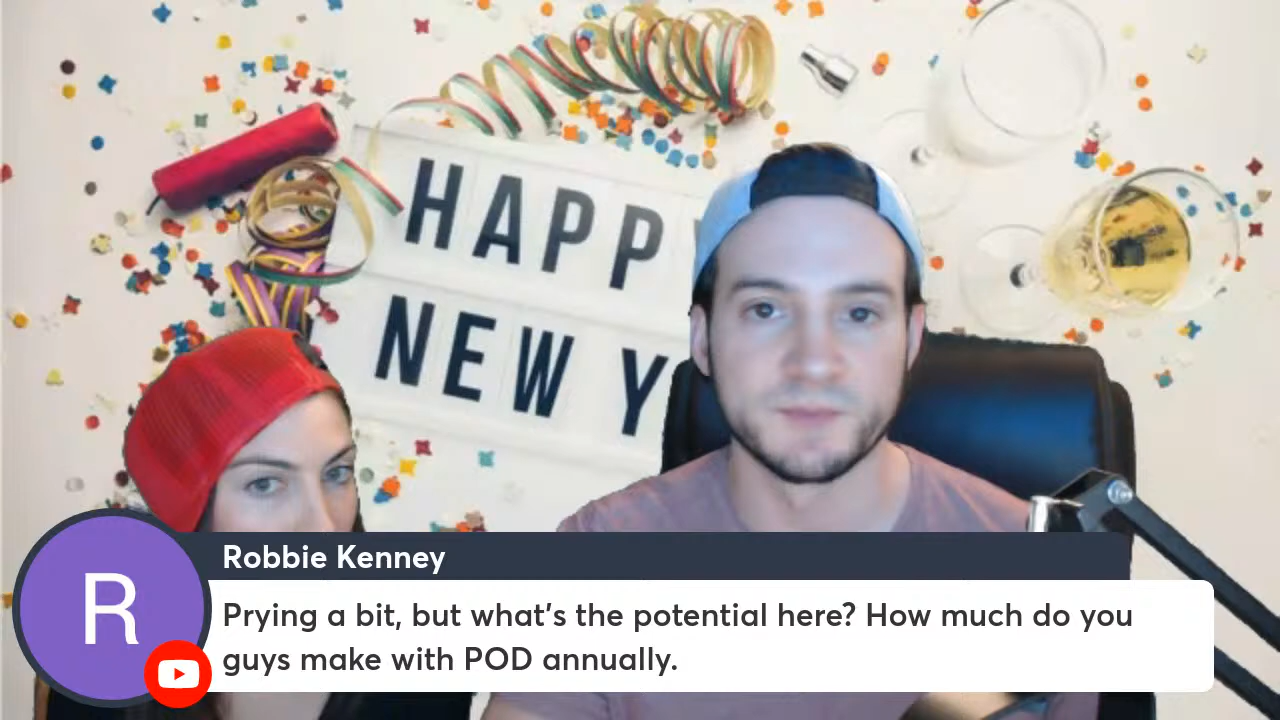 HAPP
NEW Y
R
Robbie Kenney
Prying a bit, but what's the potential here? How much do you
guys make with POD annually.